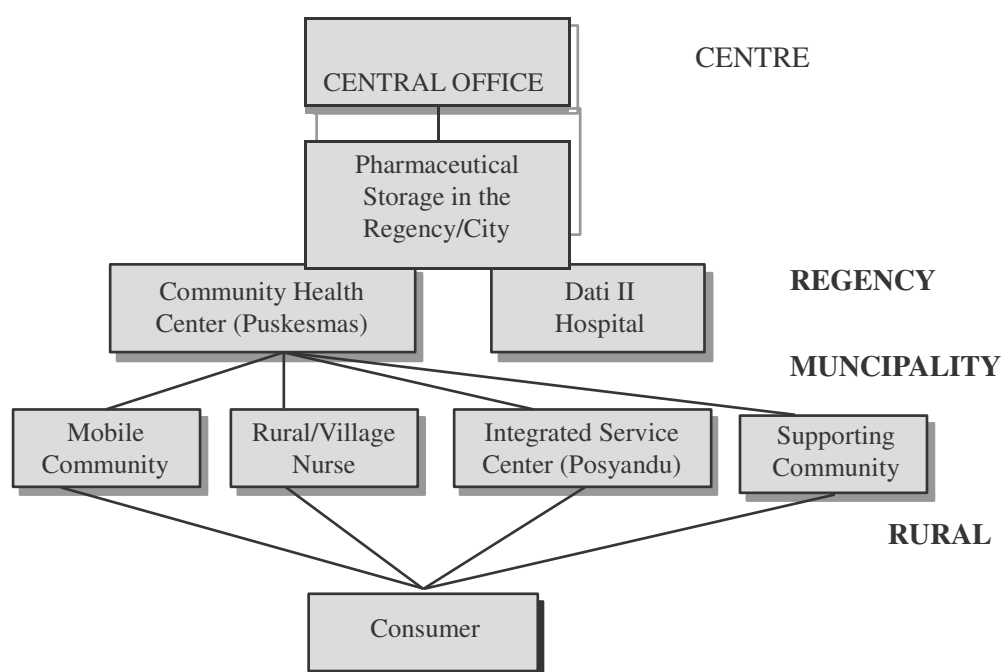 CENTRAL OFFICE
CENTRE
Pharmaceutical
Storage in the
Regency/City
Community Health
Center (Puskesmas)
Dati II
Hospital
REGENCY
MUNCIPALITY
Mobile
Community
Rural/Village
Nurse
Integrated Service
Center (Posyandu)
Supporting
Community
RURAL
Consumer